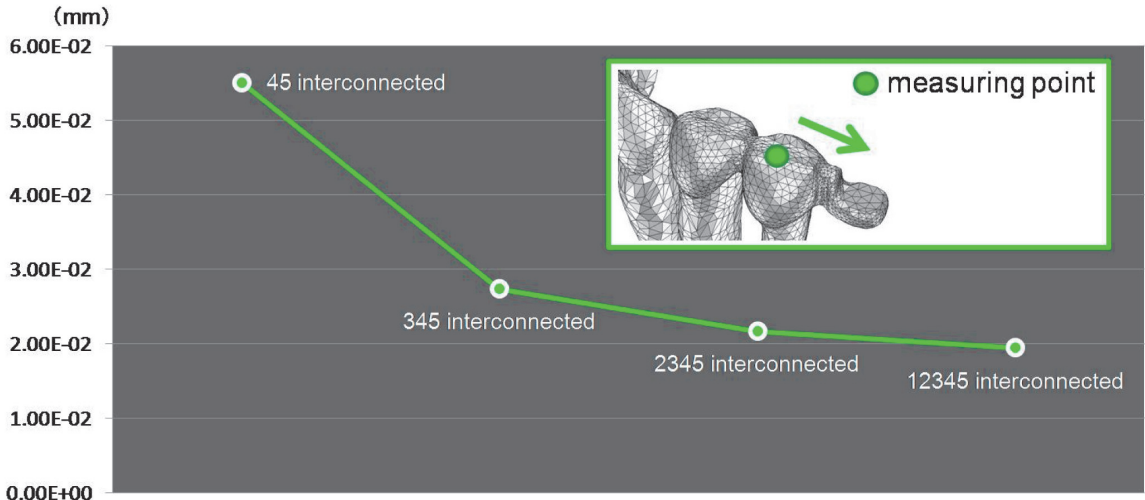 (mm)
6.00E-02
5.00E-02
4.00E-02
3.00E-02
2.00E-02
1.00E-02
0.00E+00
45 interconnected
345 interconnected
2345 interconnected
12345 interconnected
measuring point